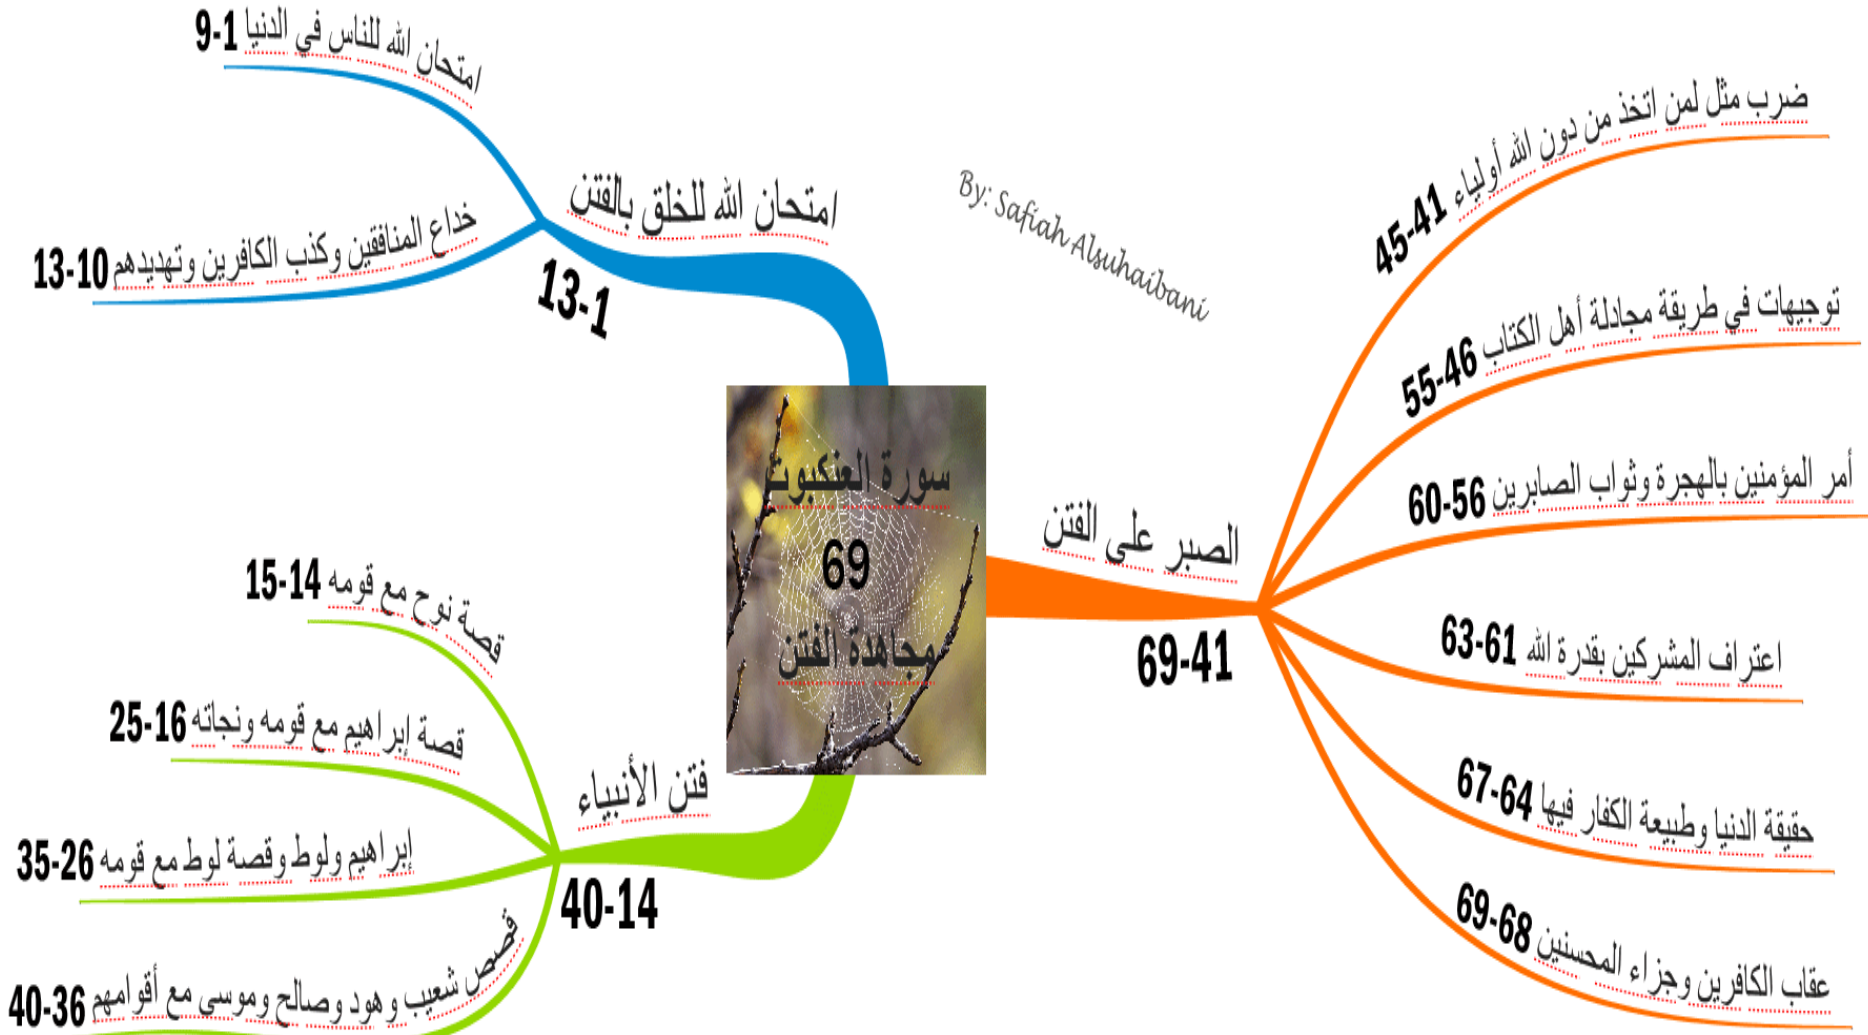 سورة العنكبوت
69
مجاهدة الفتن
By: Safiah Alsuhaibani
امتحان الله للخلق بالفتن
13-1
امتحان الله للناس في الدنيا 9-1
خداع المنافقين وكذب الكافرين وتهديدهم 13-10
فتن الأنبياء
40-14
قصة نوح مع قومه 15-14
قصة إبراهيم مع قومه ونجاته 25-16
إبراهيم ولوط وقصة لوط مع قومه 35-26
قصص شعيب وهود وصالح وموسى مع أقوامهم 40-36
الصبر على الفتن
69-41
ضرب مثل لمن اتخذ من دون الله أولياء 45-41
توجيهات في طريقة مجادلة أهل الكتاب 55-46
أمر المؤمنين بالهجرة وثواب الصابرين 60-56
اعتراف المشركين بقدرة الله 63-61
حقيقة الدنيا وطبيعة الكفار فيها 67-64
عقاب الكافرين وجزاء المحسنين 69-68